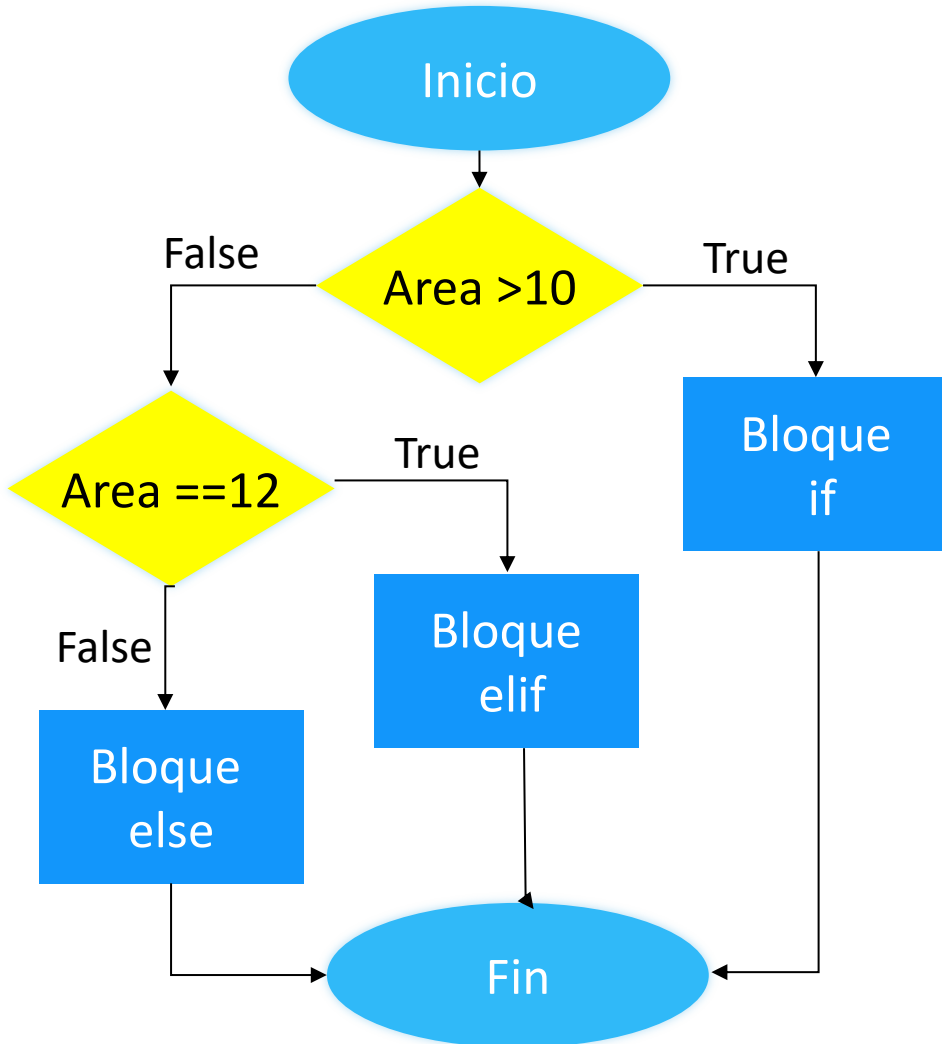 Inicio
False
True
Area >10
Bloque
if
True
Area ==12
Bloque
elif
False
Bloque
else
Fin